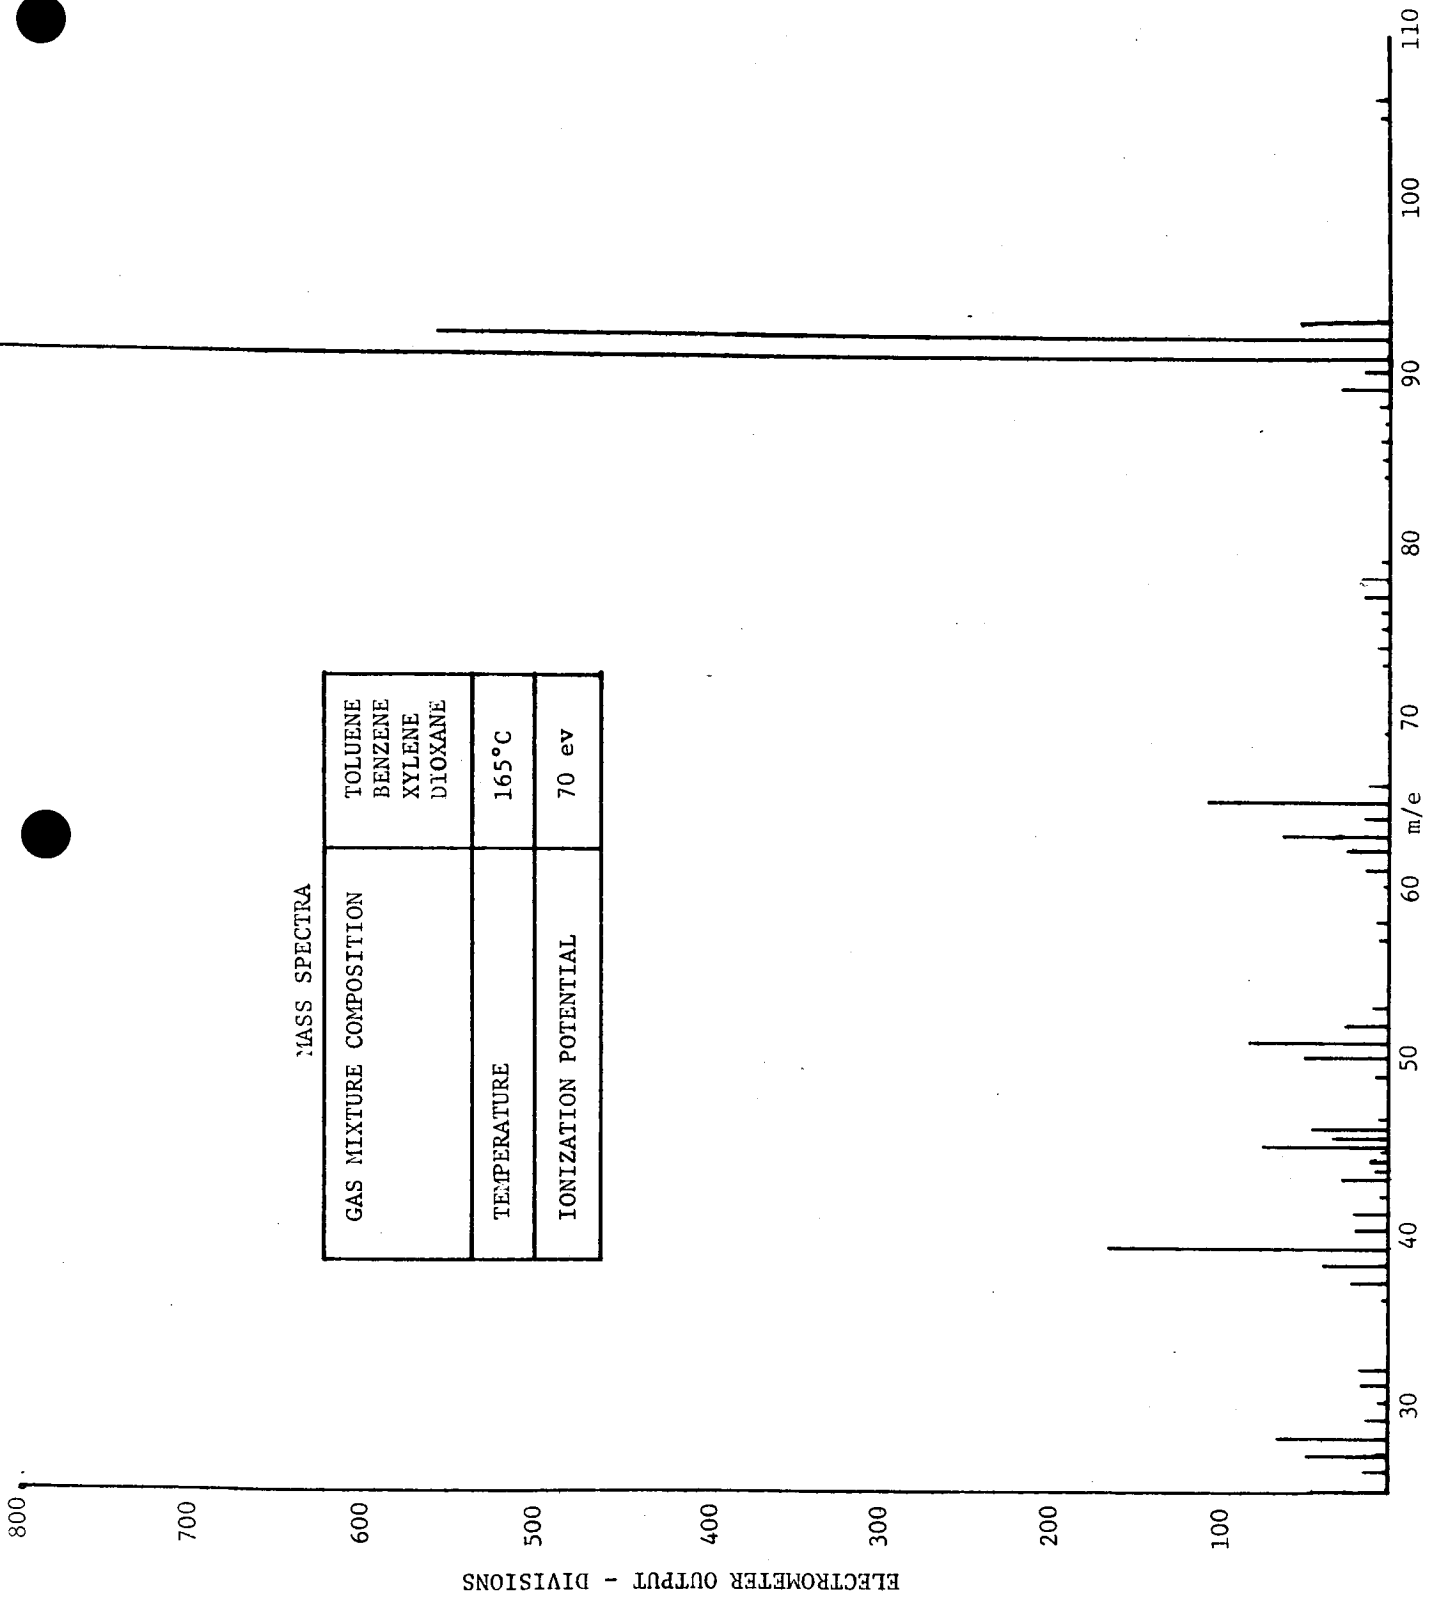 MASS SPECTRA
GAS MIXTURE COMPOSITION
TOLUENE
BENZENE
XYLENE
DIOXANE
TEMPERATURE
165°C
IONIZATION POTENTIAL
70 ev
ELECTROMETER OUTPUT - DIVISIONS
800
700
600
500
400
300
200
100
30
40
50
60
m/e
70
80
90
100
110